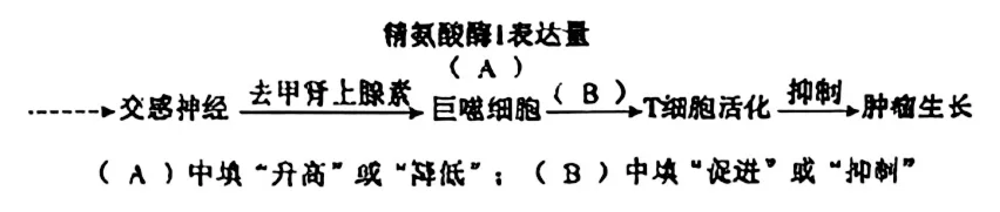 精氨酸酶1表达量
( A )
交感神经 去甲肾上腺素 巨噬细胞 ( B ) T细胞活化 抑制 肿瘤生长
( A ) 中填“升高”或“降低”；( B ) 中填“促进”或“抑制”